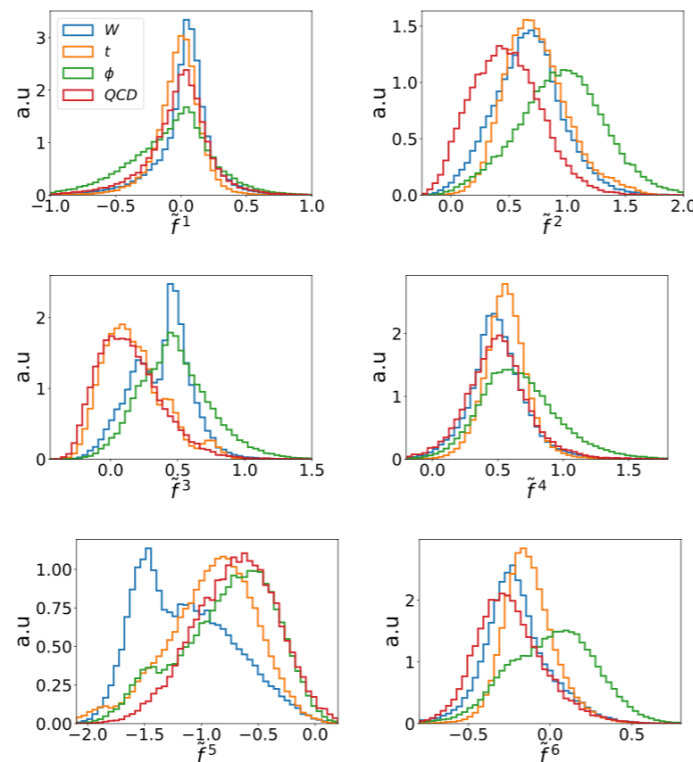 a.u
3
2
1
0
W
t
ϕ
QCD
−1.0 −0.5 0.0 0.5 1.0
f̃¹
a.u
1.5
1.0
0.5
0.0
0.0 0.5 1.0 1.5 2.0
f̃²
a.u
2
1
0
0.0 0.5 1.0 1.5
f̃³
a.u
2
1
0
0.0 0.5 1.0 1.5
f̃⁴
a.u
1.00
0.75
0.50
0.25
0.00
−2.0 −1.5 −1.0 −0.5 0.0
f̃⁵
a.u
2
1
0
−0.5 0.0 0.5
f̃⁶